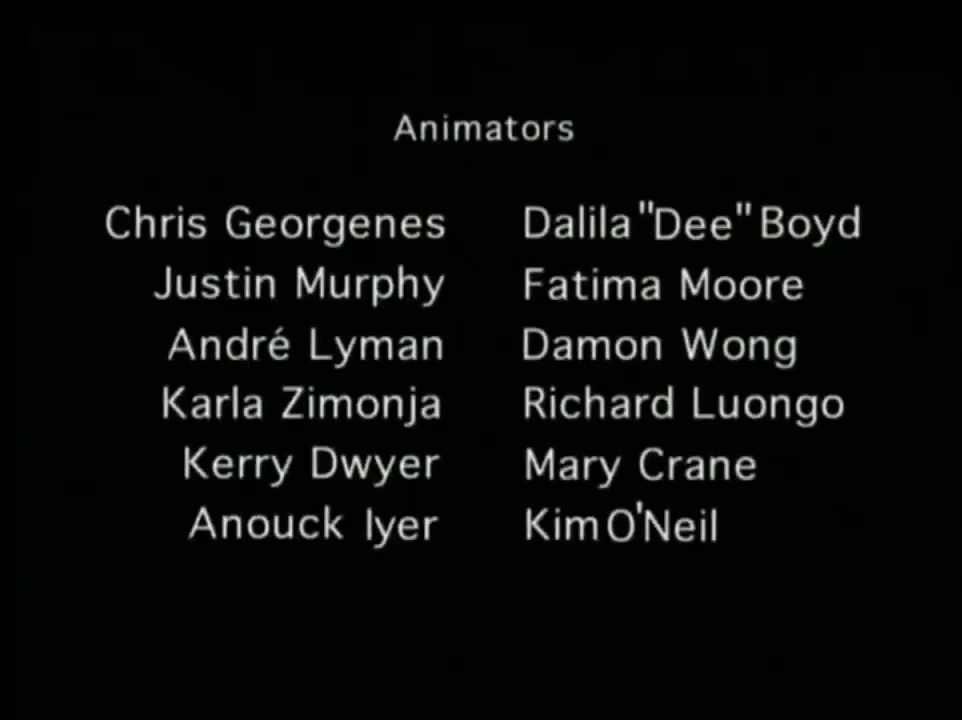 Animators
Chris Georgenes Dalila "Dee" Boyd
Justin Murphy Fatima Moore
André Lyman Damon Wong
Karla Zimonja Richard Luongo
Kerry Dwyer Mary Crane
Anouck Iyer Kim O'Neil